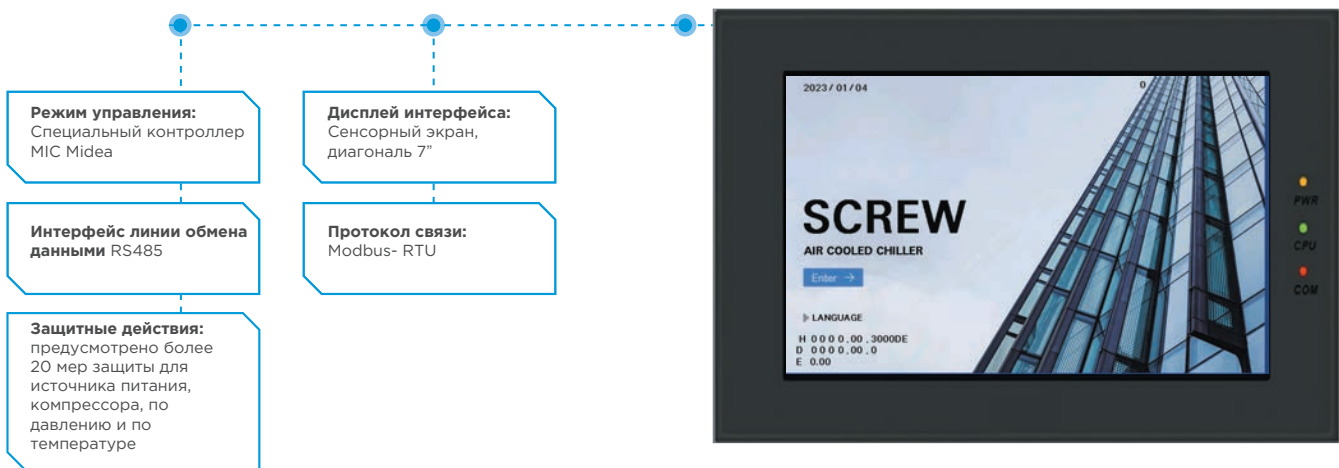 Режим управления:
Специальный контроллер
MIC Midea
Интерфейс линии обмена
данными RS485
Защитные действия:
предусмотрено более
20 мер защиты для
источника питания,
компрессора, по
давлению и по
температуре
Дисплей интерфейса:
Сенсорный экран,
диагональ 7”
Протокол связи:
Modbus- RTU
2023/01/04
0
SCREW
AIR COOLED CHILLER
Enter →
LANGUAGE
H 0000.00.3000DE
D 0000.00.0
E 0.00
PWR
CPU
COM